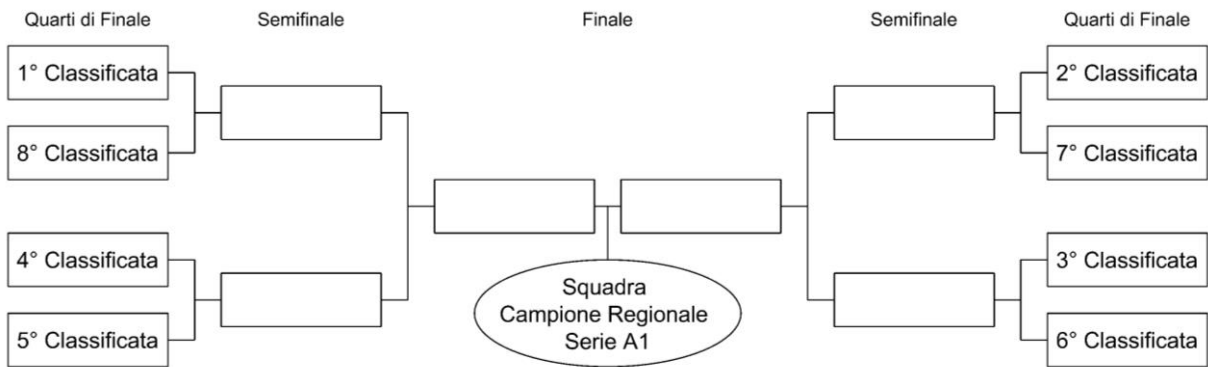 Quarti di Finale
Semifinale
Finale
Semifinale
Quarti di Finale
1° Classificata
8° Classificata
4° Classificata
5° Classificata
2° Classificata
7° Classificata
3° Classificata
6° Classificata
Squadra
Campione Regionale
Serie A1